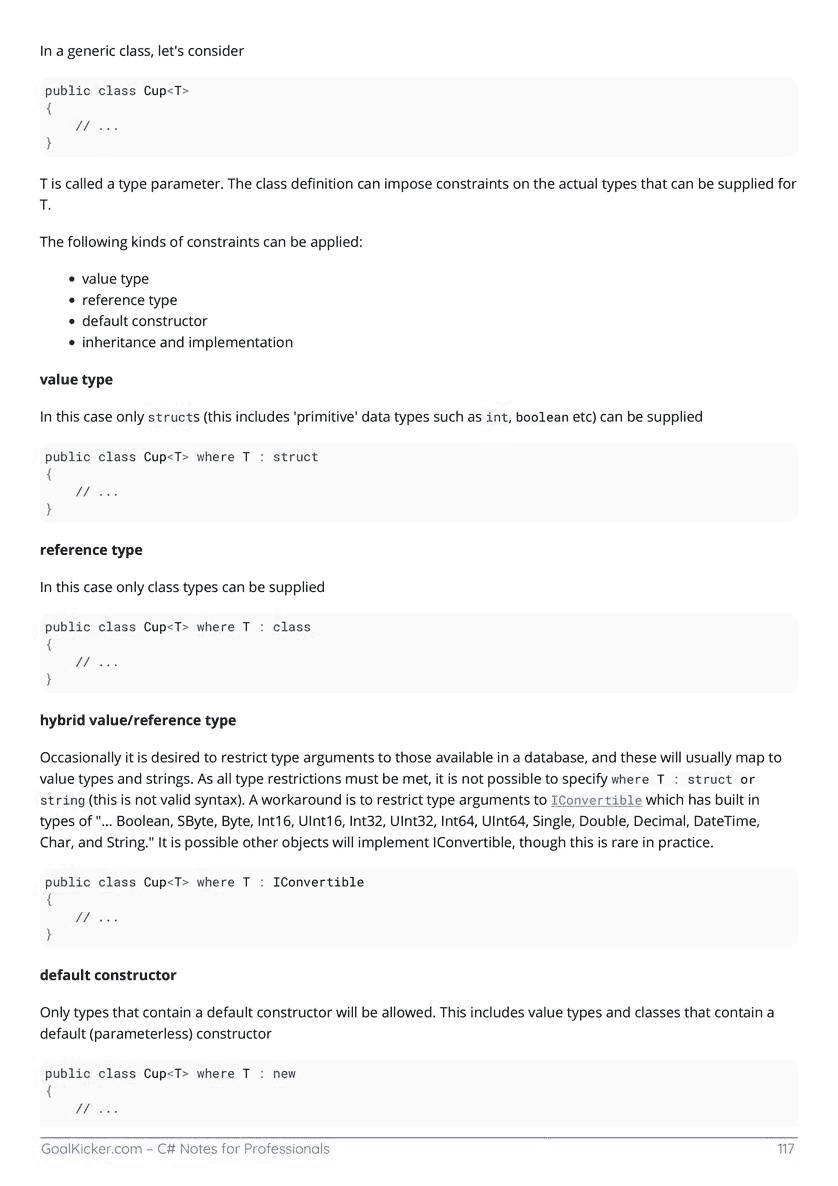 In a generic class, let's consider
public class Cup<T>
{
    // ...
}
T is called a type parameter. The class definition can impose constraints on the actual types that can be supplied for
T.
The following kinds of constraints can be applied:
• value type
• reference type
• default constructor
• inheritance and implementation
value type
In this case only structs (this includes 'primitive' data types such as int, boolean etc) can be supplied
public class Cup<T> where T : struct
{
    // ...
}
reference type
In this case only class types can be supplied
public class Cup<T> where T : class
{
    // ...
}
hybrid value/reference type
Occasionally it is desired to restrict type arguments to those available in a database, and these will usually map to
value types and strings. As all type restrictions must be met, it is not possible to specify where T : struct or
string (this is not valid syntax). A workaround is to restrict type arguments to IConvertible which has built in
types of "... Boolean, SByte, Byte, Int16, UInt16, Int32, UInt32, Int64, UInt64, Single, Double, Decimal, DateTime,
Char, and String." It is possible other objects will implement IConvertible, though this is rare in practice.
public class Cup<T> where T : IConvertible
{
    // ...
}
default constructor
Only types that contain a default constructor will be allowed. This includes value types and classes that contain a
default (parameterless) constructor
public class Cup<T> where T : new
{
    // ...
GoalKicker.com – C# Notes for Professionals 117